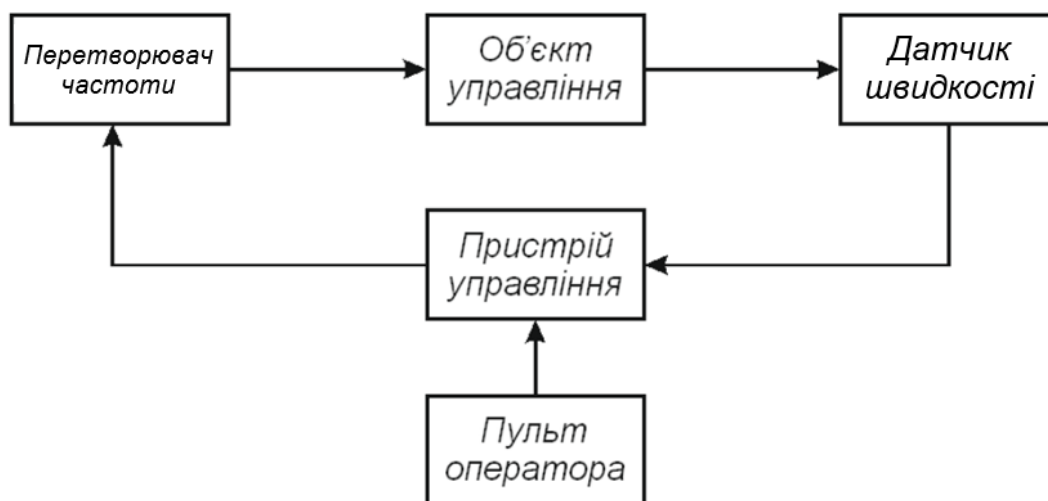 Перетворювач
частоти
Об’єкт
управління
Датчик
швидкості
Пристрій
управління
Пульт
оператора